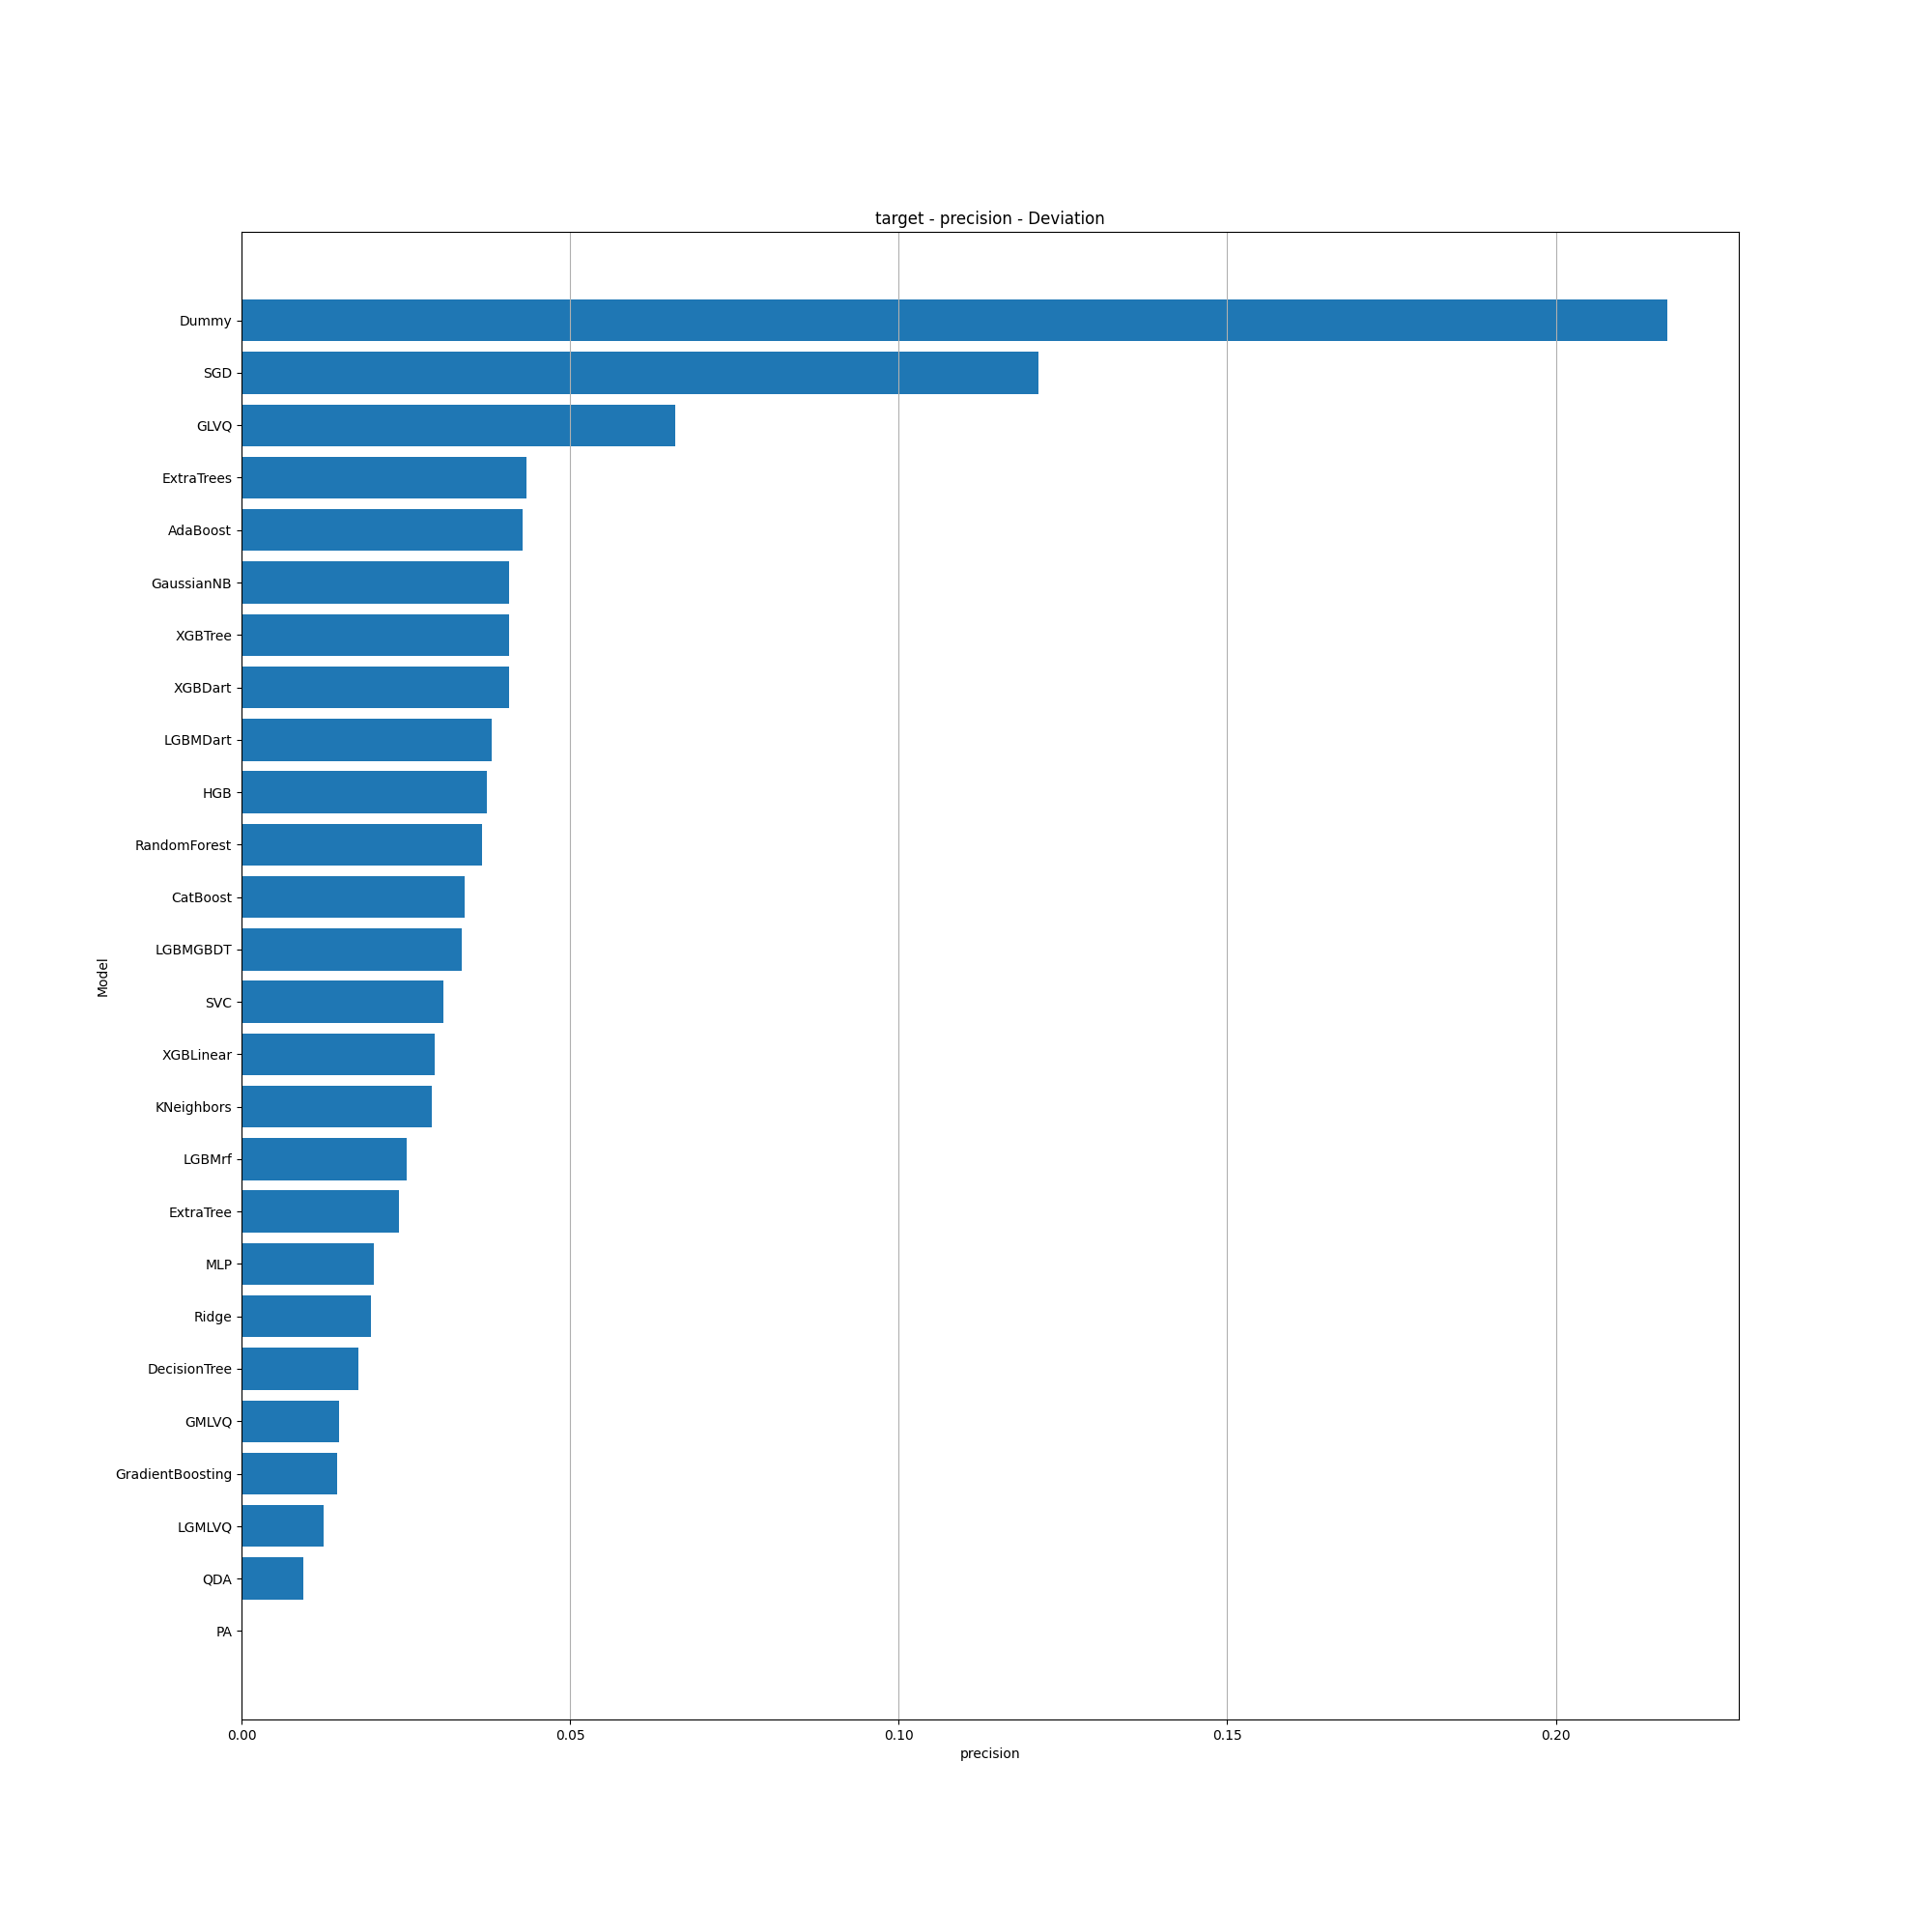 target - precision - Deviation
Dummy
SGD
GLVQ
ExtraTrees
AdaBoost
GaussianNB
XGBTree
XGBDart
LGBMDart
HGB
RandomForest
CatBoost
LGBMGBDT
SVC
XGBLinear
KNeighbors
LGBMrf
ExtraTree
MLP
Ridge
DecisionTree
GMLVQ
GradientBoosting
LGMLVQ
QDA
PA
Model
0.00 0.05 0.10 0.15 0.20
precision